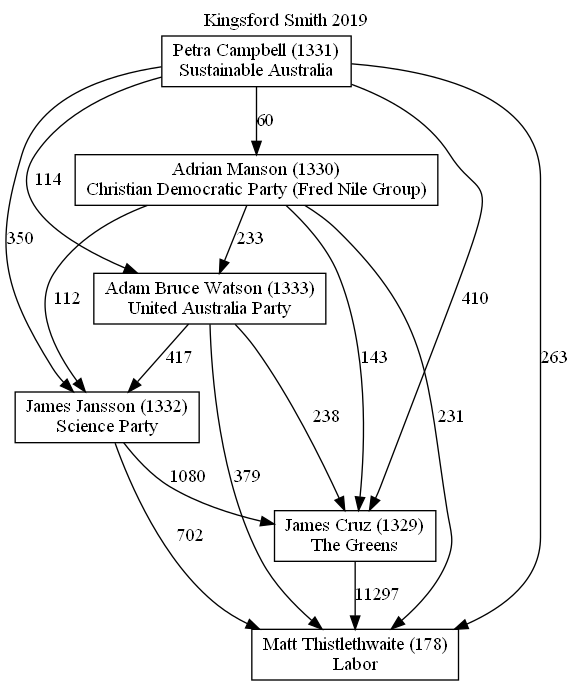 Kingsford Smith 2019
Petra Campbell (1331)
Sustainable Australia
60
Adrian Manson (1330)
Christian Democratic Party (Fred Nile Group)
114
350
233
Adam Bruce Watson (1333)
United Australia Party
112
410
417
143
263
James Jansson (1332)
Science Party
238
231
1080
379
James Cruz (1329)
The Greens
702
11297
Matt Thistlethwaite (178)
Labor